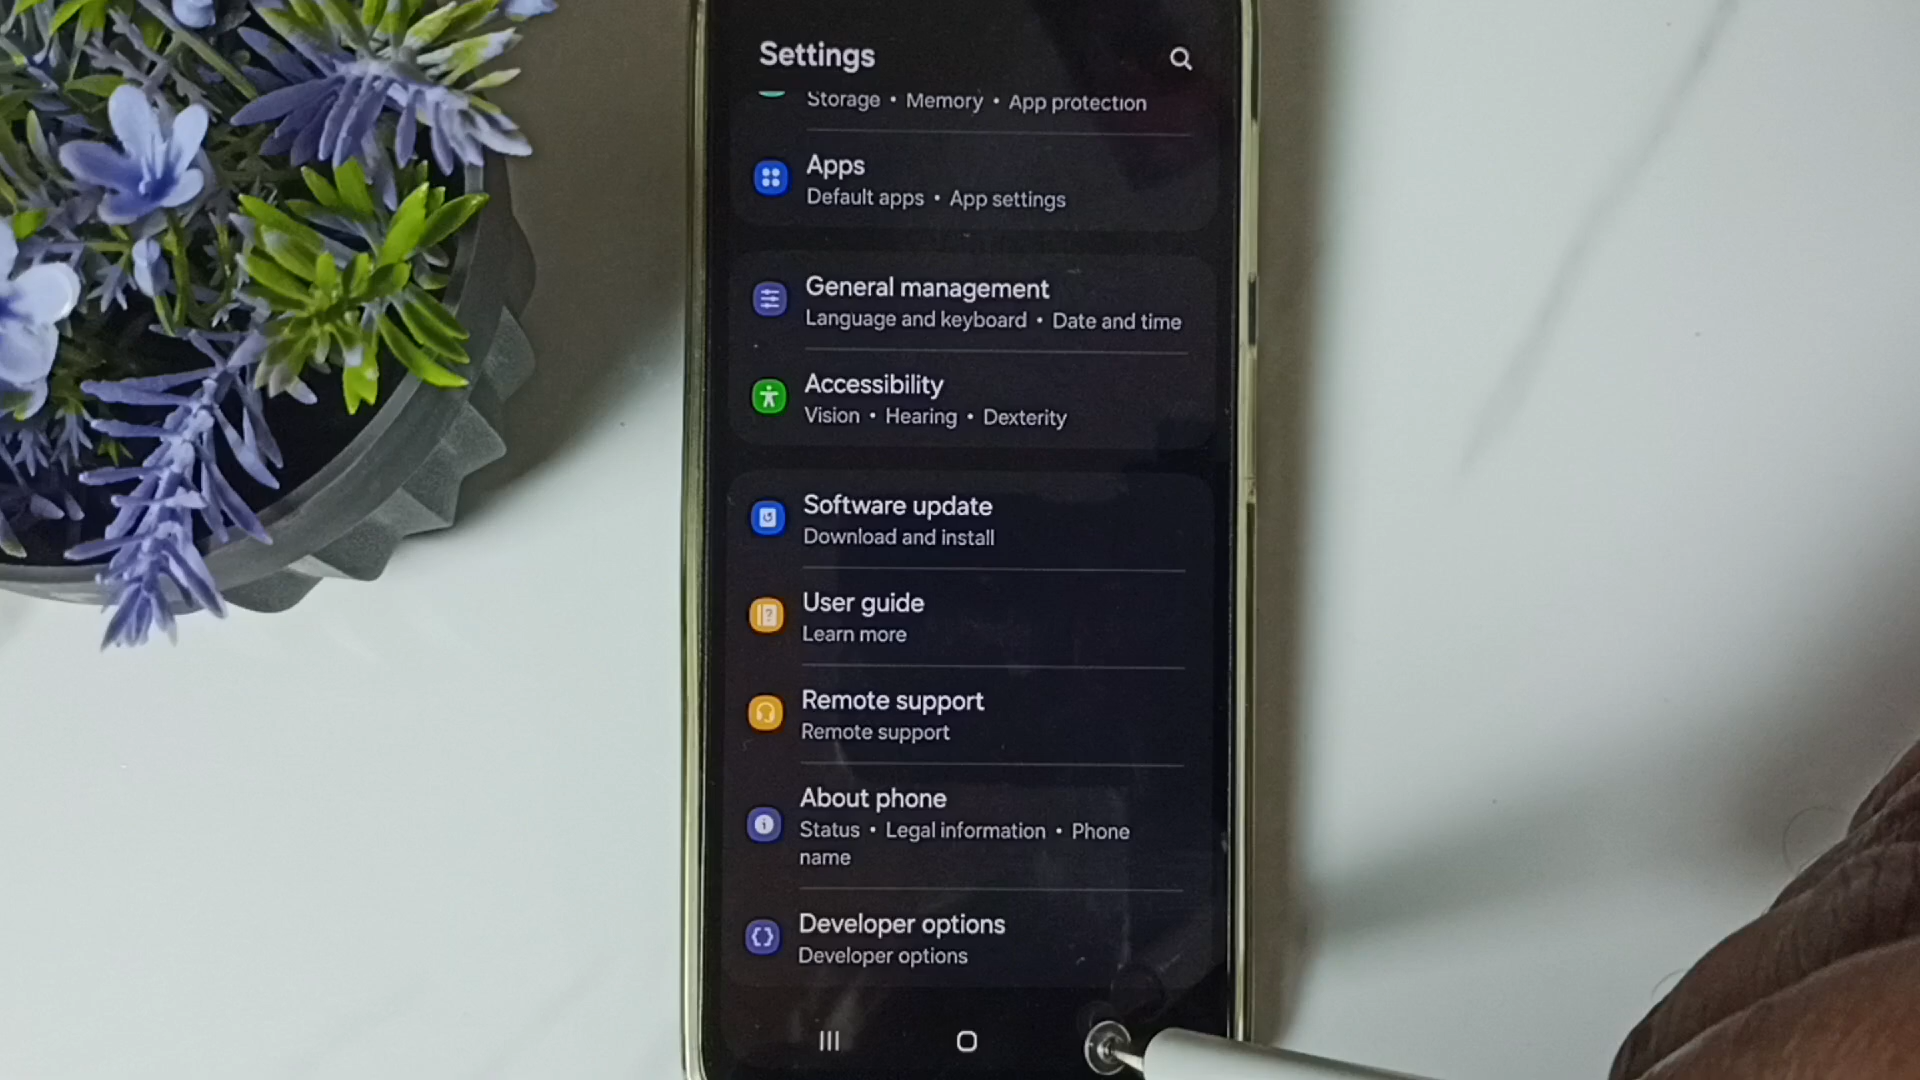 Settings
Storage • Memory • App protection
Apps
Default apps • App settings
General management
Language and keyboard • Date and time
Accessibility
Vision • Hearing • Dexterity
Software update
Download and install
User guide
Learn more
Remote support
Remote support
About phone
Status • Legal information • Phone
name
Developer options
Developer options